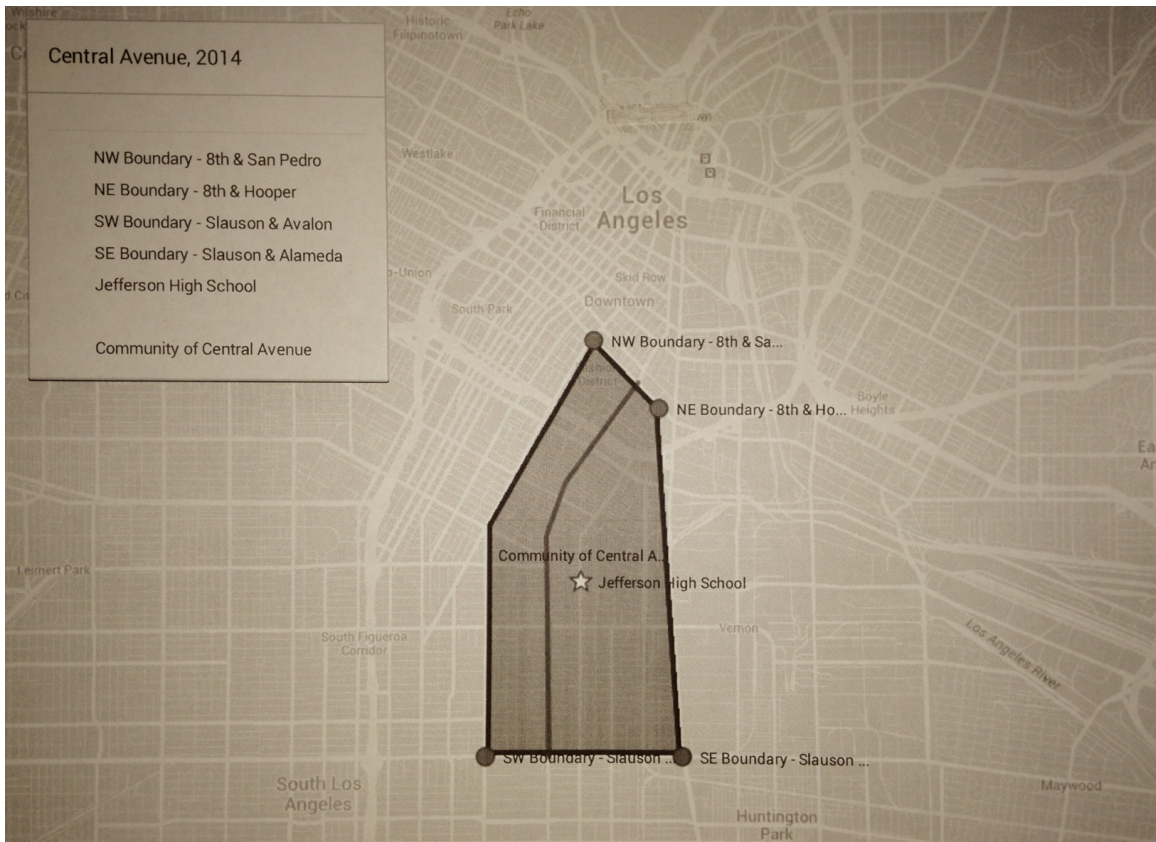 Central Avenue, 2014
NW Boundary - 8th & San Pedro
NE Boundary - 8th & Hooper
SW Boundary - Slauson & Avalon
SE Boundary - Slauson & Alameda
Jefferson High School
Community of Central Avenue
Wilshire
Historic
Filipinotown
Echo
Park Lake
Westlake
Los
Angeles
Financial
District
o-Union
Skid Row
South Park
Downtown
NW Boundary - 8th & Sa...
District
NE Boundary - 8th & Ho...
Boyle
Heights
Community of Central A...
Leimert Park
Jefferson High School
South Figueroa
Corridor
Vernon
Los Angeles River
SW Boundary - Slauson ...
SE Boundary - Slauson ...
South Los
Angeles
Maywood
Huntington
Park